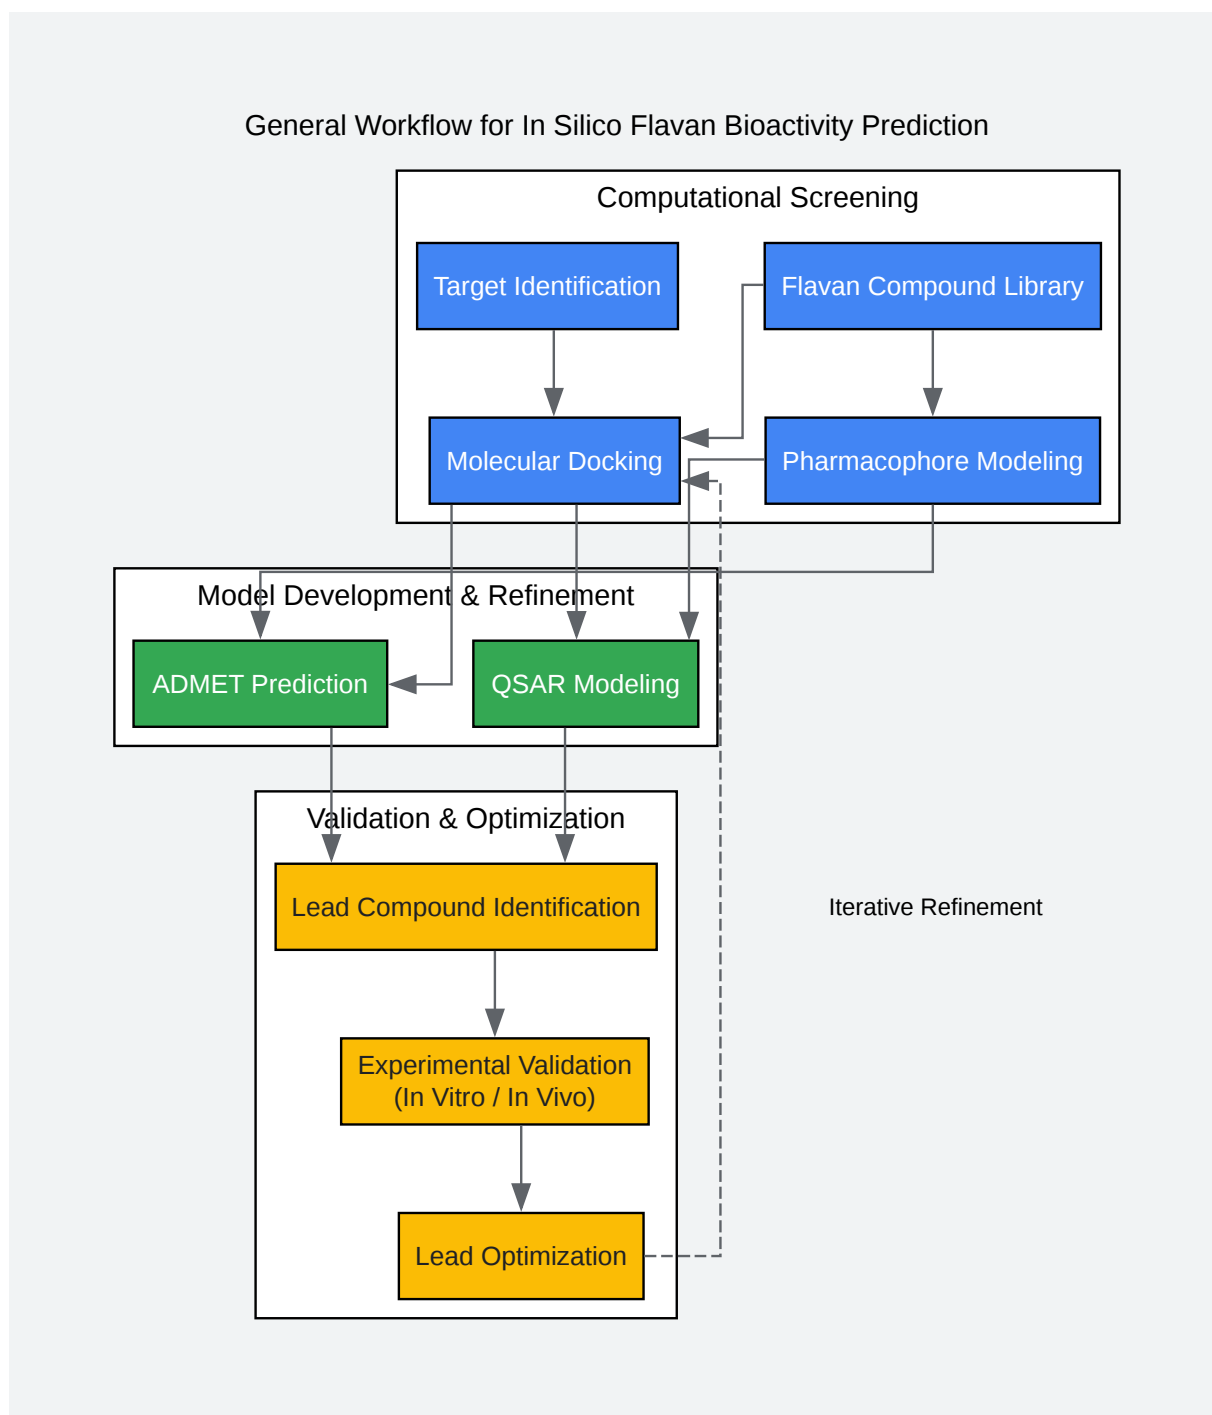 General Workflow for In Silico Flavan Bioactivity Prediction
Computational Screening
Target Identification
Flavan Compound Library
Molecular Docking
Pharmacophore Modeling
Model Development & Refinement
ADMET Prediction
QSAR Modeling
Validation & Optimization
Lead Compound Identification
Iterative Refinement
Experimental Validation
(In Vitro / In Vivo)
Lead Optimization